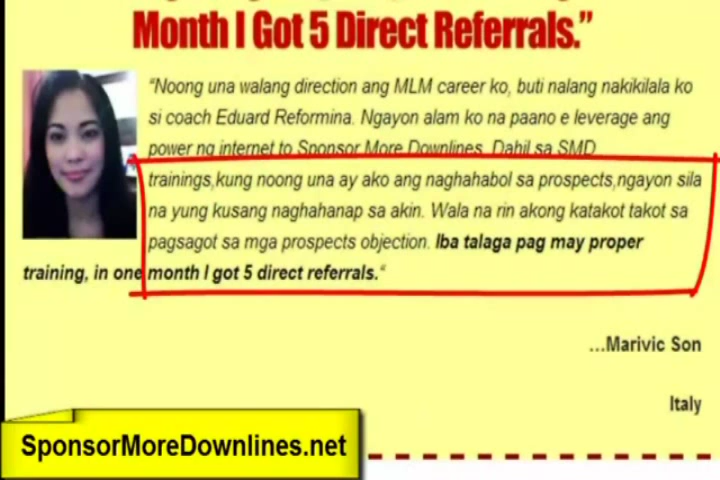 Month I Got 5 Direct Referrals.”
“Noong una walang direction ang MLM career ko, buti nalang nakikilala ko
si coach Eduard Reformina. Ngayon alam ko na paano e leverage ang
power ng internet to Sponsor More Downlines. Dahil sa SMD
trainings,kung noong una ay ako ang naghahabol sa prospects,ngayon sila
na yung kusang naghahanap sa akin. Wala na rin akong katakot takot sa
pagsagot sa mga prospects objection. Iba talaga pag may proper
training, in one month I got 5 direct referrals.“
...Marivic Son
Italy
SponsorMoreDownlines.net